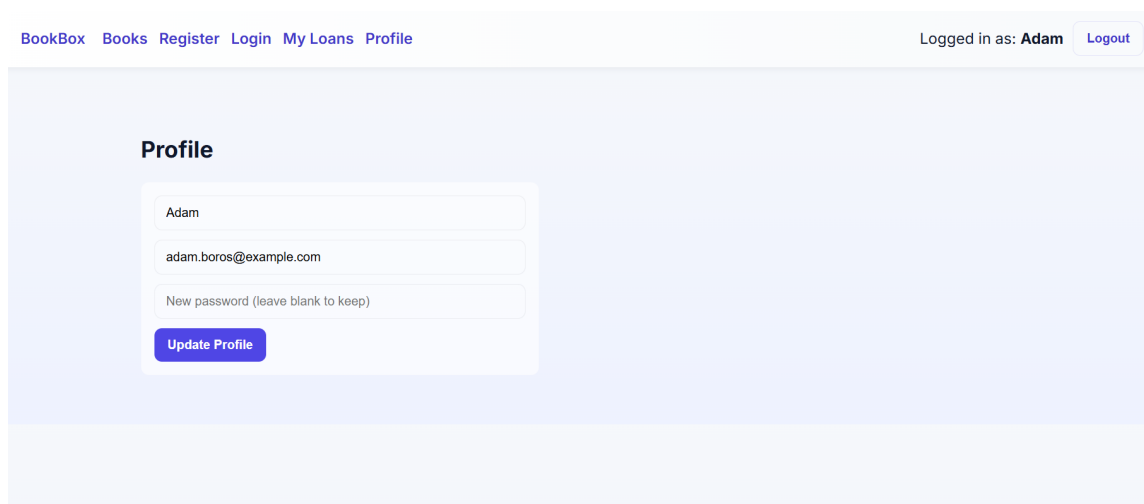 BookBox Books Register Login My Loans Profile Logged in as: Adam Logout
Profile
Adam
adam.boros@example.com
New password (leave blank to keep)
Update Profile